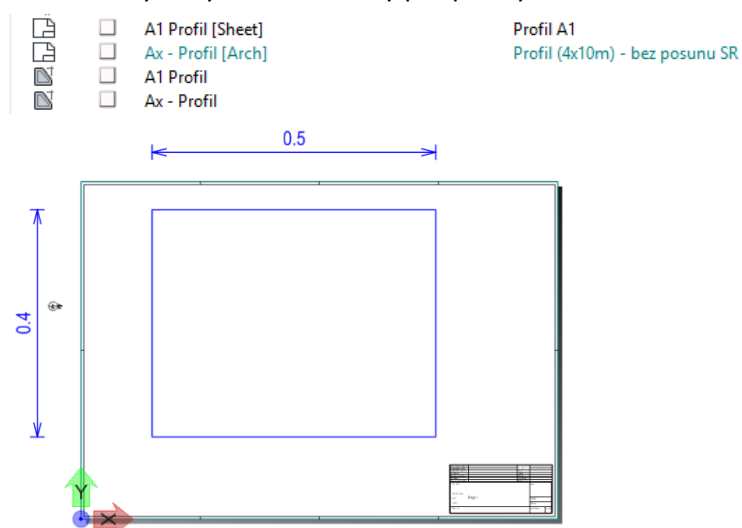 A1 Profil [Sheet] Profil A1
Ax - Profil [Arch] Profil (4x10m) - bez posunu SR
A1 Profil
Ax - Profil
0.5
0.4
Y
X